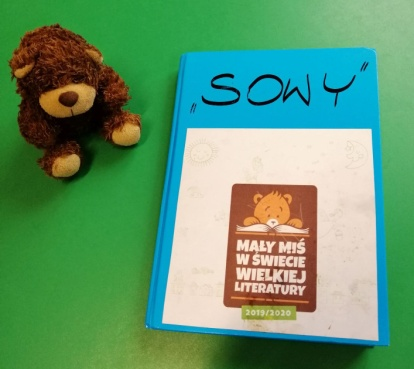 „SOWY”
MAŁY MIŚ
W ŚWIECIE
WIELKIEJ
LITERATURY
2019/2020